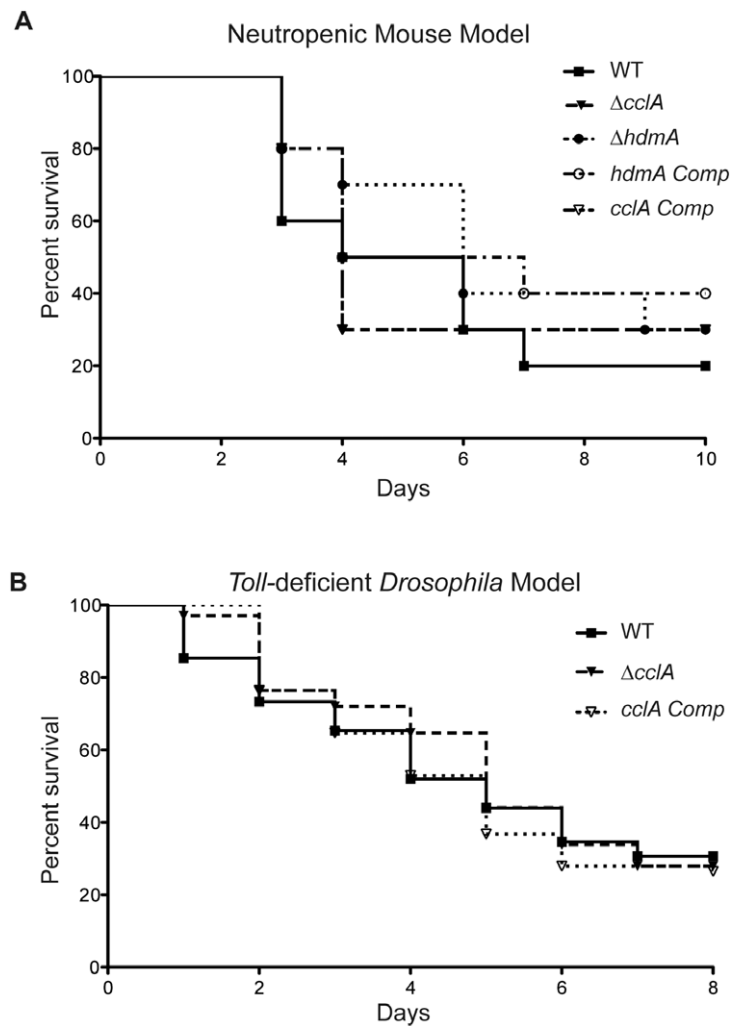 A
Neutropenic Mouse Model
WT
ΔcclA
ΔhdmA
hdmA Comp
cclA Comp
Percent survival
100
80
60
40
20
0
0 2 4 6 8 10
Days
B
Toll-deficient Drosophila Model
WT
ΔcclA
cclA Comp
Percent survival
100
80
60
40
20
0
0 2 4 6 8
Days